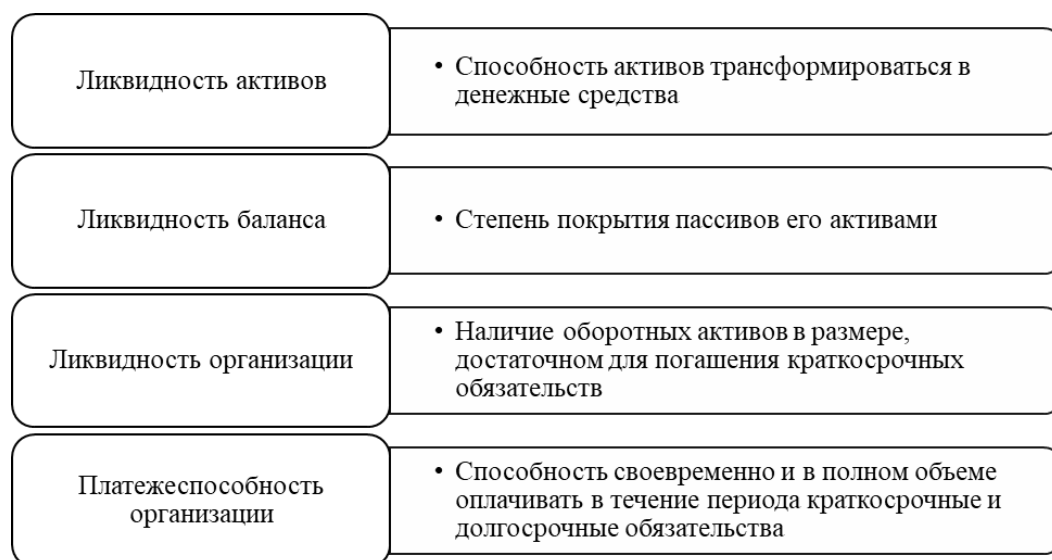 Ликвидность активов
• Способность активов трансформироваться в
денежные средства
Ликвидность баланса
• Степень покрытия пассивов его активами
Ликвидность организации
• Наличие оборотных активов в размере,
достаточном для погашения краткосрочных
обязательств
Платежеспособность
организации
• Способность своевременно и в полном объеме
оплачивать в течение периода краткосрочные и
долгосрочные обязательства